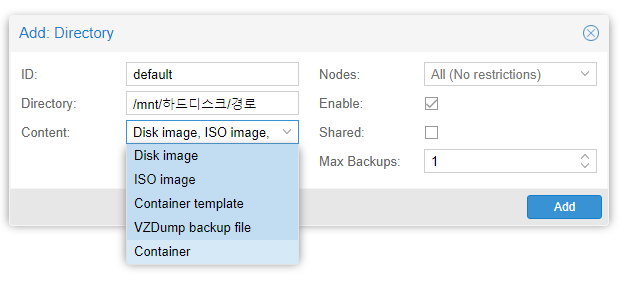 Add: Directory
ID: default
Nodes: All (No restrictions)
Directory: /mnt/하드디스크/경로
Enable:
Content: Disk image, ISO image,
Shared:
Disk image
Max Backups: 1
ISO image
Container template
VZDump backup file
Container
Add